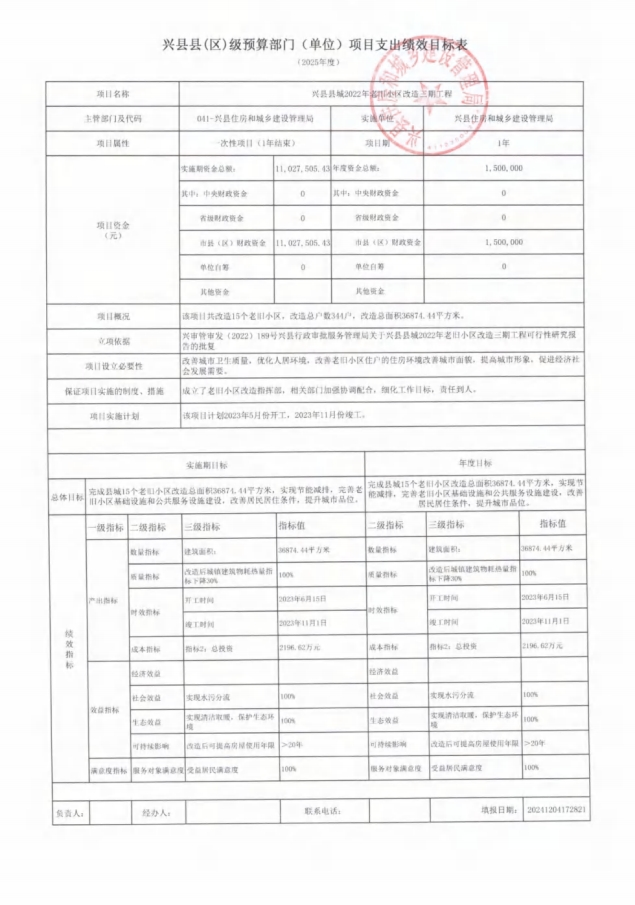 兴县县(区)级预算部门（单位）项目支出绩效目标表
（2025年度）
项目名称 兴县县城2022年老旧小区改造三期工程
主管部门及代码 041-兴县住房和城乡建设管理局 实施单位 兴县住房和城乡建设管理局
项目属性 一次性项目（1年结束） 项目期 1年
项目资金
（元）
实施期资金总额: 11,027,505.43 年度资金总额: 1,500,000
其中: 中央财政资金 0 其中: 中央财政资金 0
省级财政资金 0 省级财政资金 0
市县（区）财政资金 11,027,505.43 市县（区）财政资金 1,500,000
单位自筹 0 单位自筹 0
其他资金 其他资金
项目概况 该项目共改造15个老旧小区，改造总户数344户，改造总面积36874.44平方米。
立项依据 兴审管审发（2022）189号兴县行政审批服务管理局关于兴县县城2022年老旧小区改造三期工程可行性研究报
告的批复
项目设立必要性 改善城市卫生质量，优化人居环境，改善老旧小区住户的住房环境改善城市面貌，提高城市形象，促进经济社
会发展需要。
保证项目实施的制度、措施 成立了老旧小区改造指挥部，相关部门加强协调配合，细化工作目标，责任到人。
项目实施计划 该项目计划2023年5月份开工，2023年11月份竣工。
实施期目标 年度目标
总体目标 完成县城15个老旧小区改造总面积36874.44平方米，实现节能减排，完善老
旧小区基础设施和公共服务设施建设，改善居民居住条件，提升城市品位。
完成县城15个老旧小区改造总面积36874.44平方米，实现节
能减排，完善老旧小区基础设施和公共服务设施建设，改善
居民居住条件，提升城市品位。
绩效指标
一级指标 二级指标 三级指标 指标值 二级指标 三级指标 指标值
产出指标
数量指标 建筑面积: 36874.44平方米 数量指标 建筑面积: 36874.44平方米
质量指标 改造后城镇建筑物耗热量指
标下降30% 100% 质量指标 改造后城镇建筑物耗热量指
标下降30% 100%
时效指标 开工时间 2023年6月15日 时效指标 开工时间 2023年6月15日
竣工时间 2023年11月1日 竣工时间 2023年11月1日
成本指标 指标2: 总投资 2196.62万元 成本指标 指标2: 总投资 2196.62万元
效益指标
经济效益 经济效益
社会效益 实现水污分流 100% 社会效益 实现水污分流 100%
生态效益 实现清洁取暖，保护生态环
境 100% 生态效益 实现清洁取暖，保护生态环
境 100%
可持续影响 改造后可提高房屋使用年限 >20年 可持续影响 改造后可提高房屋使用年限 >20年
满意度指标 服务对象满意度 受益居民满意度 100% 服务对象满意度 受益居民满意度 100%
负责人: 经办人: 联系电话: 填报日期: 20241204172821
兴县住房和城乡建设管理局